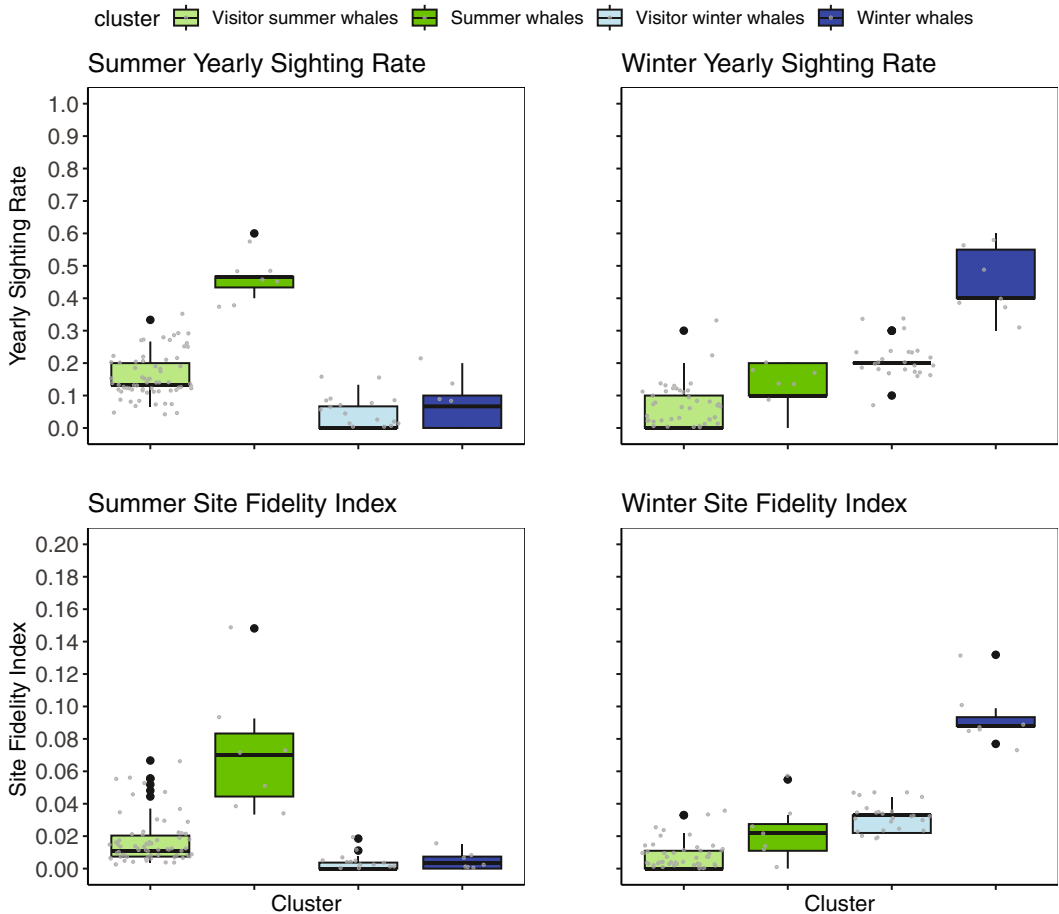 cluster Visitor summer whales Summer whales Visitor winter whales Winter whales
Summer Yearly Sighting Rate
Winter Yearly Sighting Rate
Yearly Sighting Rate
1.0
0.9
0.8
0.7
0.6
0.5
0.4
0.3
0.2
0.1
0.0
Summer Site Fidelity Index
Winter Site Fidelity Index
Site Fidelity Index
0.20
0.18
0.16
0.14
0.12
0.10
0.08
0.06
0.04
0.02
0.00
Cluster
Cluster